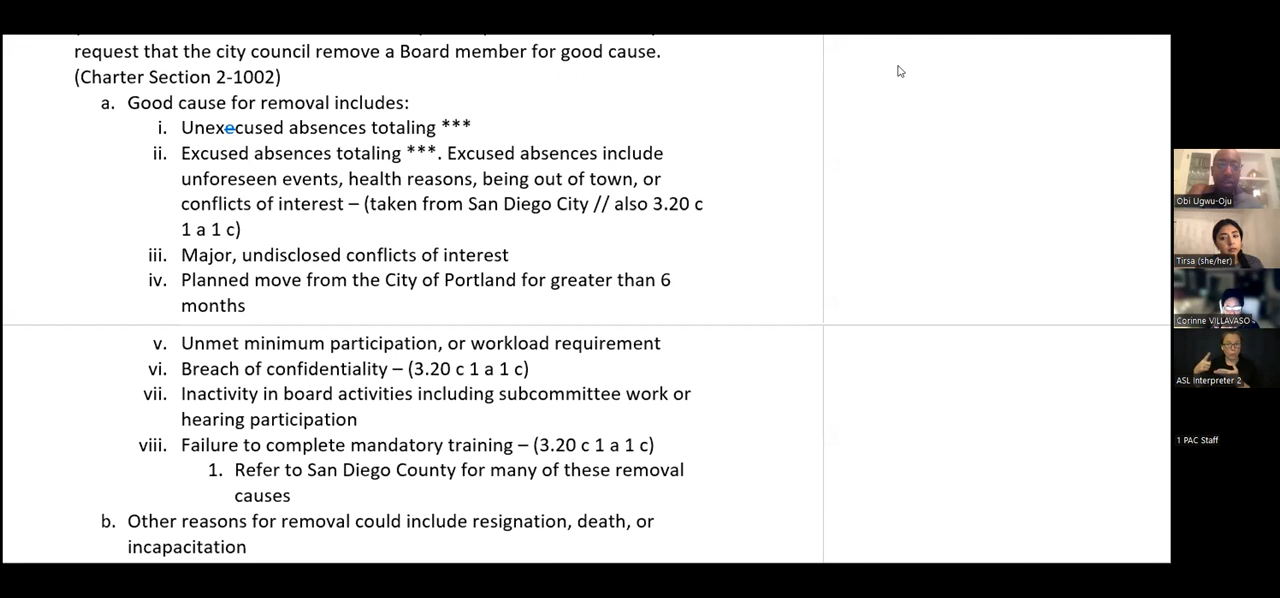 request that the city council remove a Board member for good cause.
(Charter Section 2-1002)
a. Good cause for removal includes:
i. Unexecused absences totaling ***
ii. Excused absences totaling ***. Excused absences include
unforeseen events, health reasons, being out of town, or
conflicts of interest – (taken from San Diego City // also 3.20 c
1 a 1 c)
iii. Major, undisclosed conflicts of interest
iv. Planned move from the City of Portland for greater than 6
months
v. Unmet minimum participation, or workload requirement
vi. Breach of confidentiality – (3.20 c 1 a 1 c)
vii. Inactivity in board activities including subcommittee work or
hearing participation
viii. Failure to complete mandatory training – (3.20 c 1 a 1 c)
1. Refer to San Diego County for many of these removal
causes
b. Other reasons for removal could include resignation, death, or
incapacitation
Obi Ugwu-Oju
Tirsa (she/her)
Corinne VILLAVASO
ASL Interpreter 2
1 PAC Staff